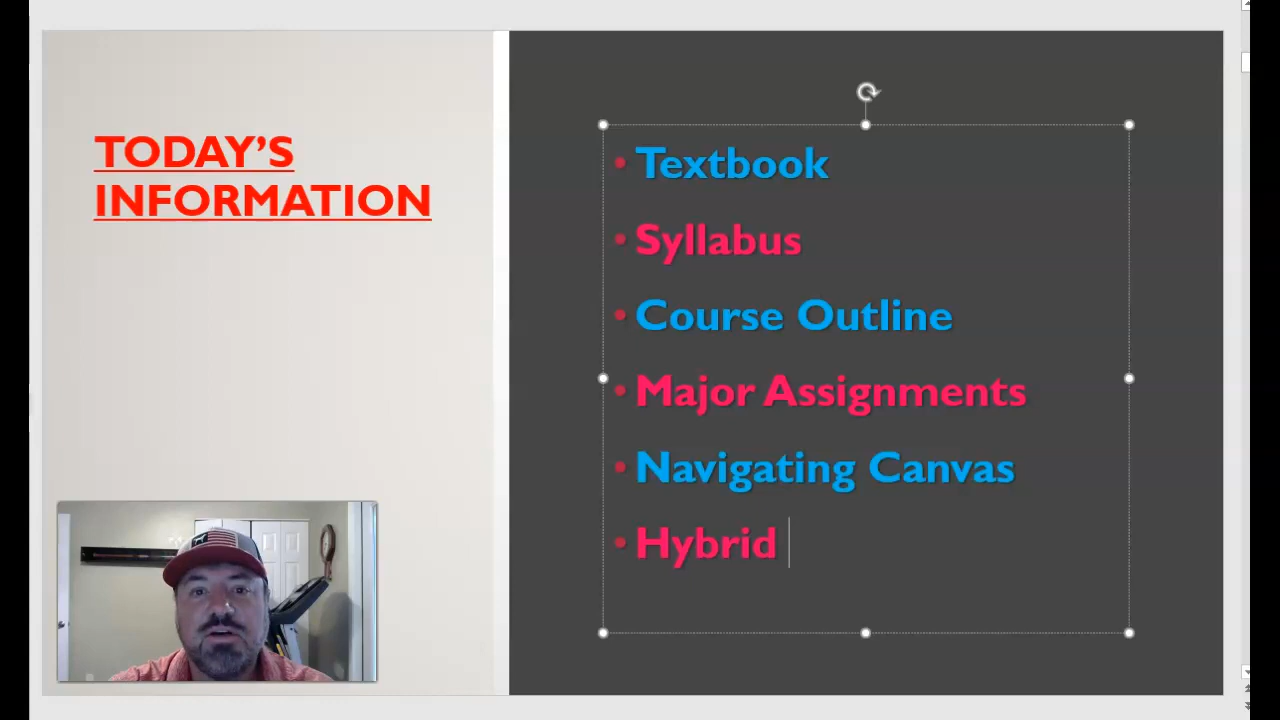 TODAY’S
INFORMATION
• Textbook
• Syllabus
• Course Outline
• Major Assignments
• Navigating Canvas
• Hybrid